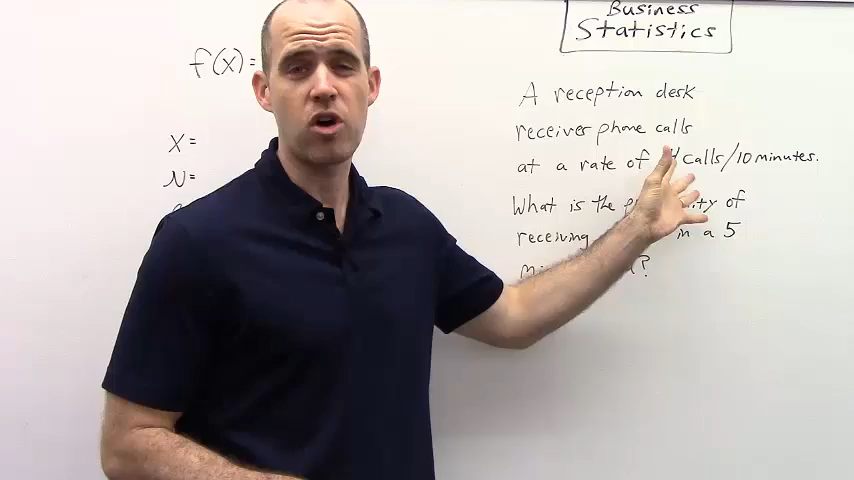 Business
Statistics
f(x)=
x=
A reception desk
receives phone calls
at a rate of 4 calls/10 minutes.
What is the of
receiving in a 5
?